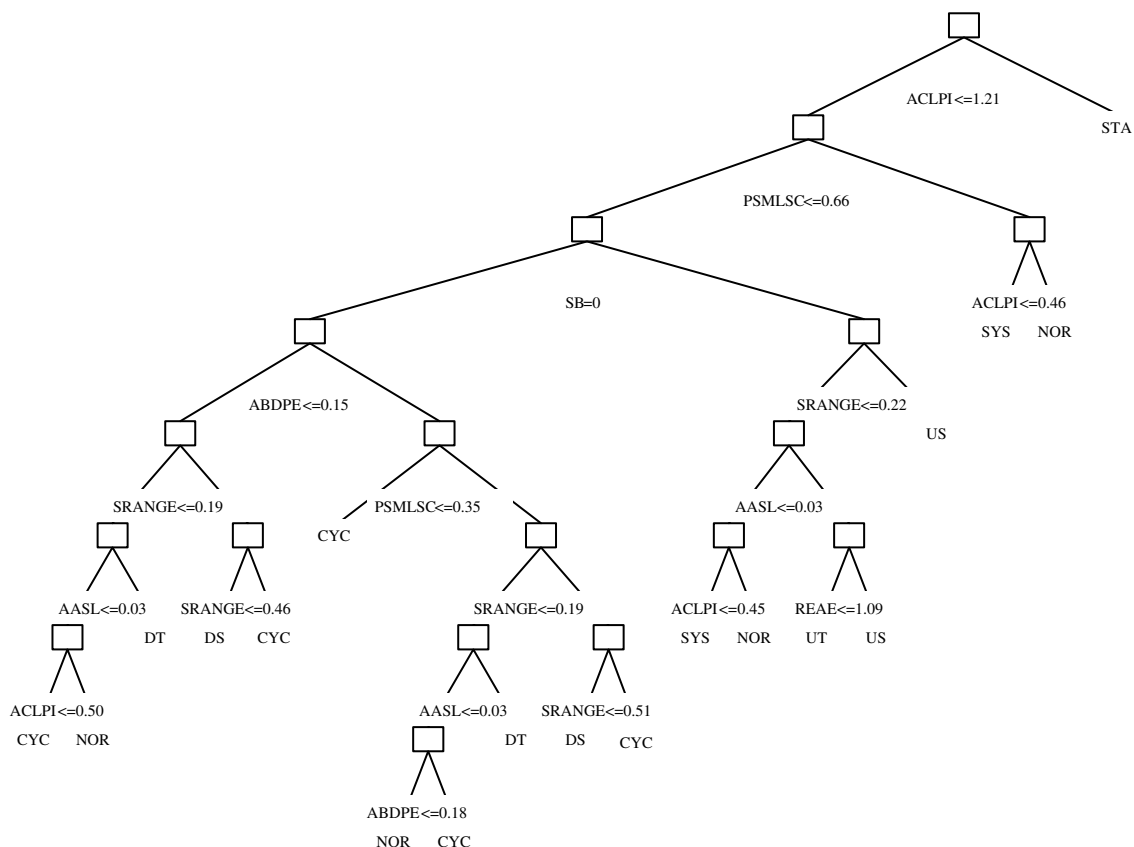 ACLPI<=1.21
STA
PSMLSC<=0.66
SB=0
ACLPI<=0.46
SYS NOR
ABDPE<=0.15
SRANGE<=0.22
US
SRANGE<=0.19
CYC
PSMLSC<=0.35
AASL<=0.03
AASL<=0.03
SRANGE<=0.46
SRANGE<=0.19
ACLPI<=0.45
REAE<=1.09
DT
DS
CYC
SYS
NOR
UT
US
ACLPI<=0.50
AASL<=0.03
SRANGE<=0.51
CYC
NOR
DT
DS
CYC
ABDPE<=0.18
NOR CYC